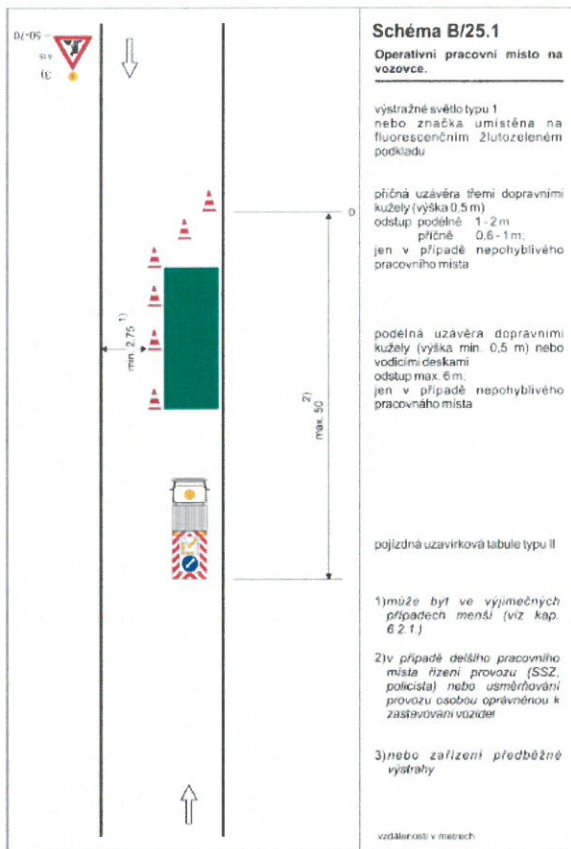 50-70
A 15
3)
min. 2,75 1)
max. 50 2)
0
Schéma B/25.1
Operativní pracovní místo na
vozovce.
výstražné světlo typu 1
nebo značka umístěna na
fluorescenčním žlutozeleném
podkladu
příčná uzávěra třemi dopravními
kužely (výška 0,5 m)
odstup podélně 1 - 2 m
příčně 0,6 - 1 m;
jen v případě nepohyblivého
pracovního místa
podélná uzávěra dopravními
kužely (výška min. 0,5 m) nebo
vodicími deskami
odstup max. 6 m;
jen v případě nepohyblivého
pracovnáho místa
pojízdná uzavírková tabule typu II
1) může být ve výjimečných
případech menší (viz kap.
6.2.1.)
2) v případě delšího pracovního
místa řízení provozu (SSZ,
policista) nebo usměrňování
provozu osobou oprávněnou k
zastavování vozidel
3) nebo zařízení předběžné
výstrahy
vzdálenosti v metrech